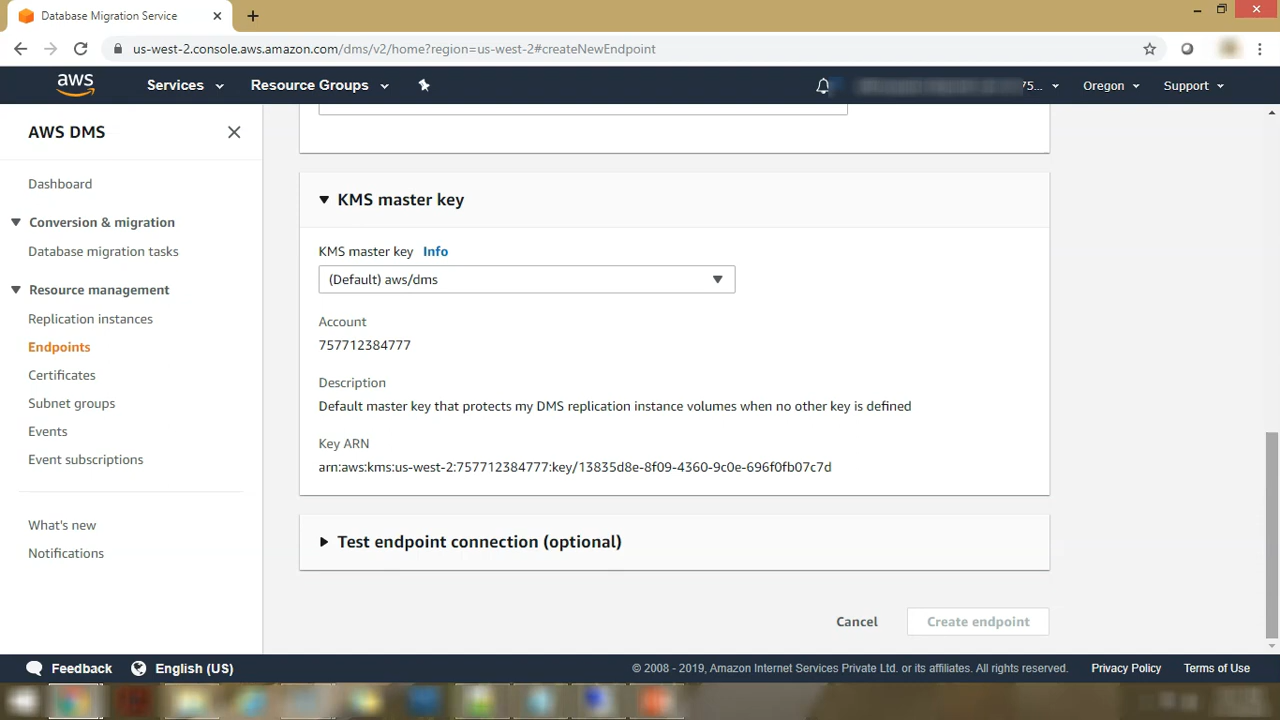 Database Migration Service
us-west-2.console.aws.amazon.com/dms/v2/home?region=us-west-2#createNewEndpoint
aws Services Resource Groups 75... Oregon Support
AWS DMS
Dashboard
Conversion & migration
Database migration tasks
Resource management
Replication instances
Endpoints
Certificates
Subnet groups
Events
Event subscriptions
What's new
Notifications
KMS master key
KMS master key Info
(Default) aws/dms
Account
757712384777
Description
Default master key that protects my DMS replication instance volumes when no other key is defined
Key ARN
arn:aws:kms:us-west-2:757712384777:key/13835d8e-8f09-4360-9c0e-696f0fb07c7d
Test endpoint connection (optional)
Cancel Create endpoint
Feedback English (US) © 2008 - 2019, Amazon Internet Services Private Ltd. or its affiliates. All rights reserved. Privacy Policy Terms of Use